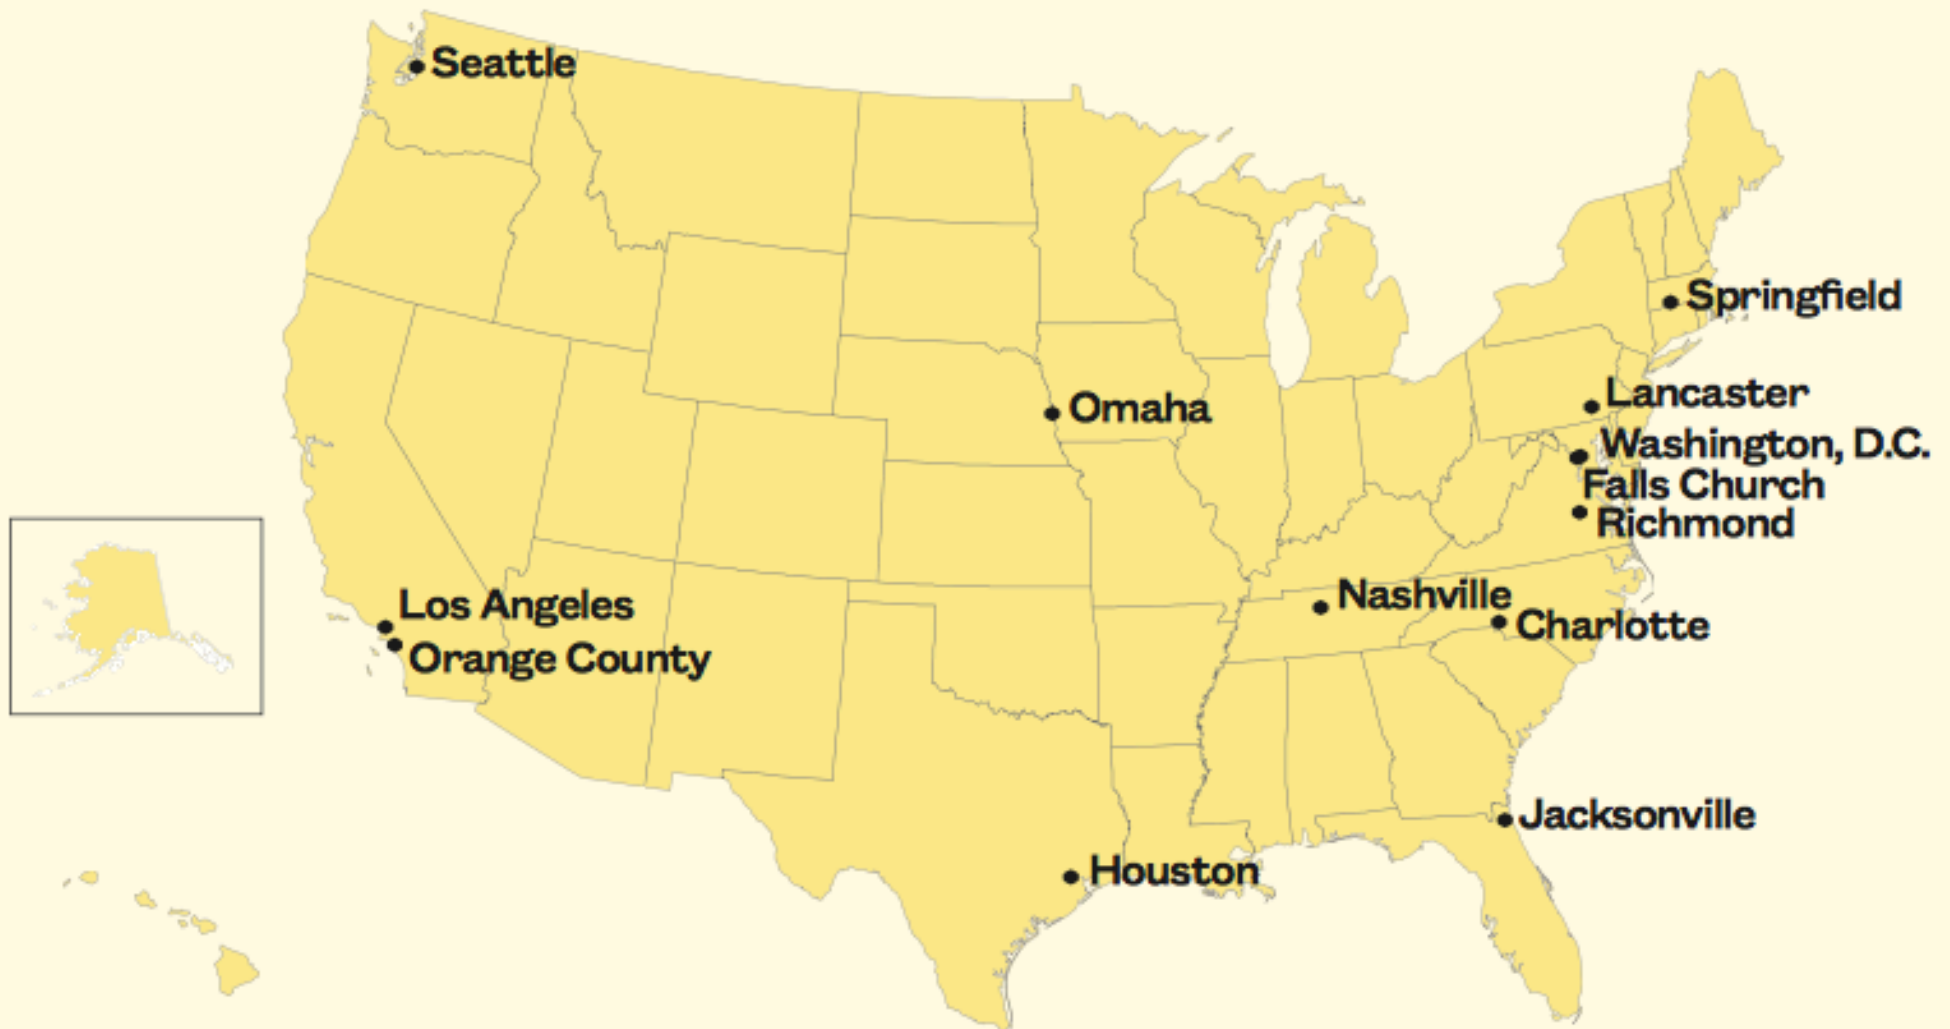 Seattle
Springfield
Lancaster
Omaha
Washington, D.C.
Falls Church
Richmond
Nashville
Los Angeles
Charlotte
Orange County
Jacksonville
Houston